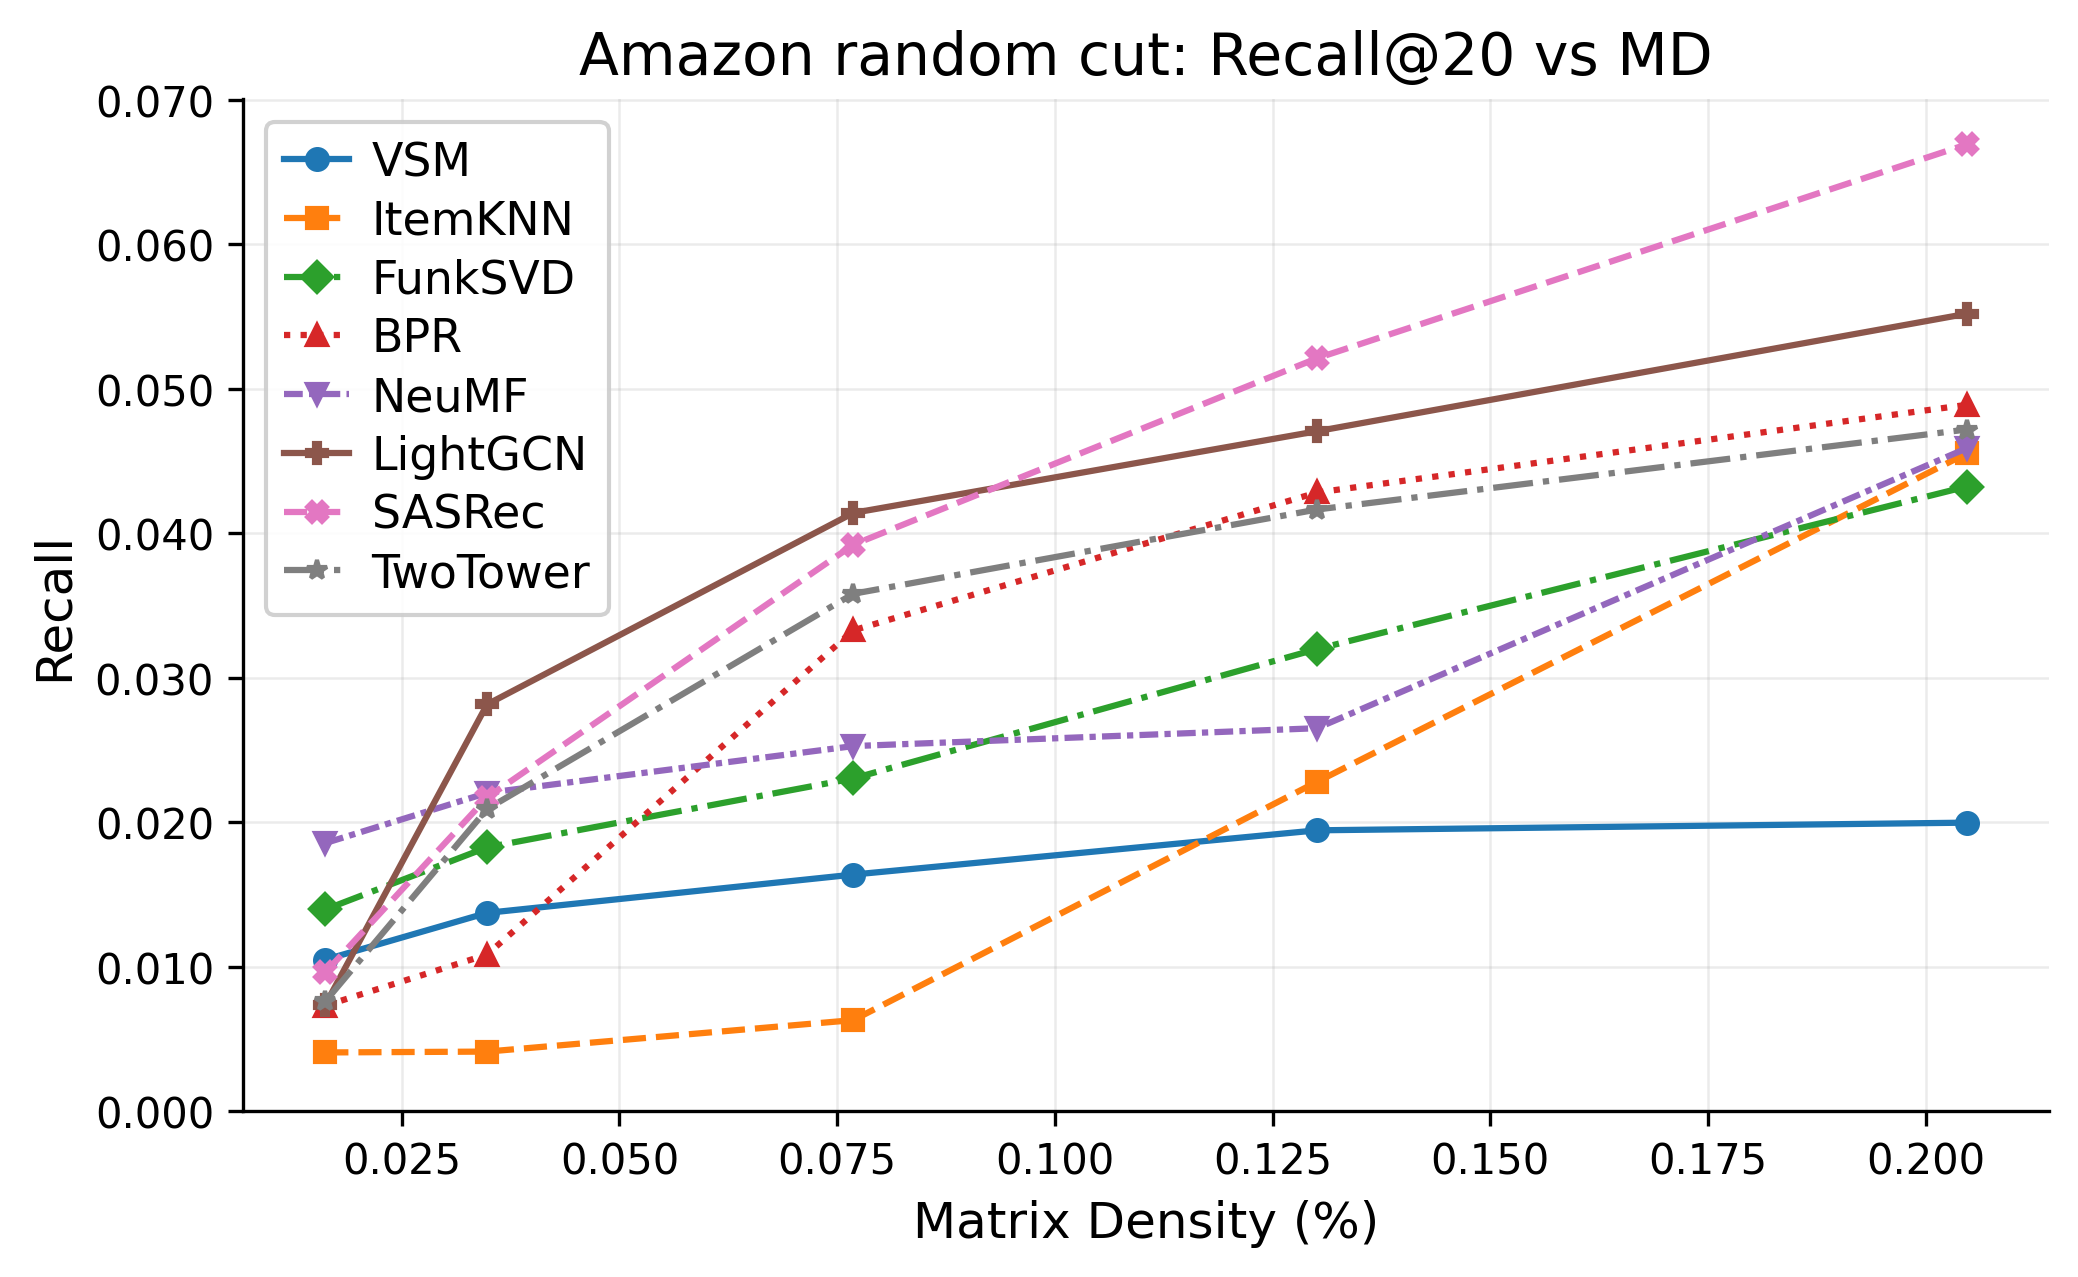 Amazon random cut: Recall@20 vs MD
0.070
0.060
0.050
0.040
0.030
0.020
0.010
0.000
Recall
VSM
ItemKNN
FunkSVD
BPR
NeuMF
LightGCN
SASRec
TwoTower
0.025 0.050 0.075 0.100 0.125 0.150 0.175 0.200
Matrix Density (%)